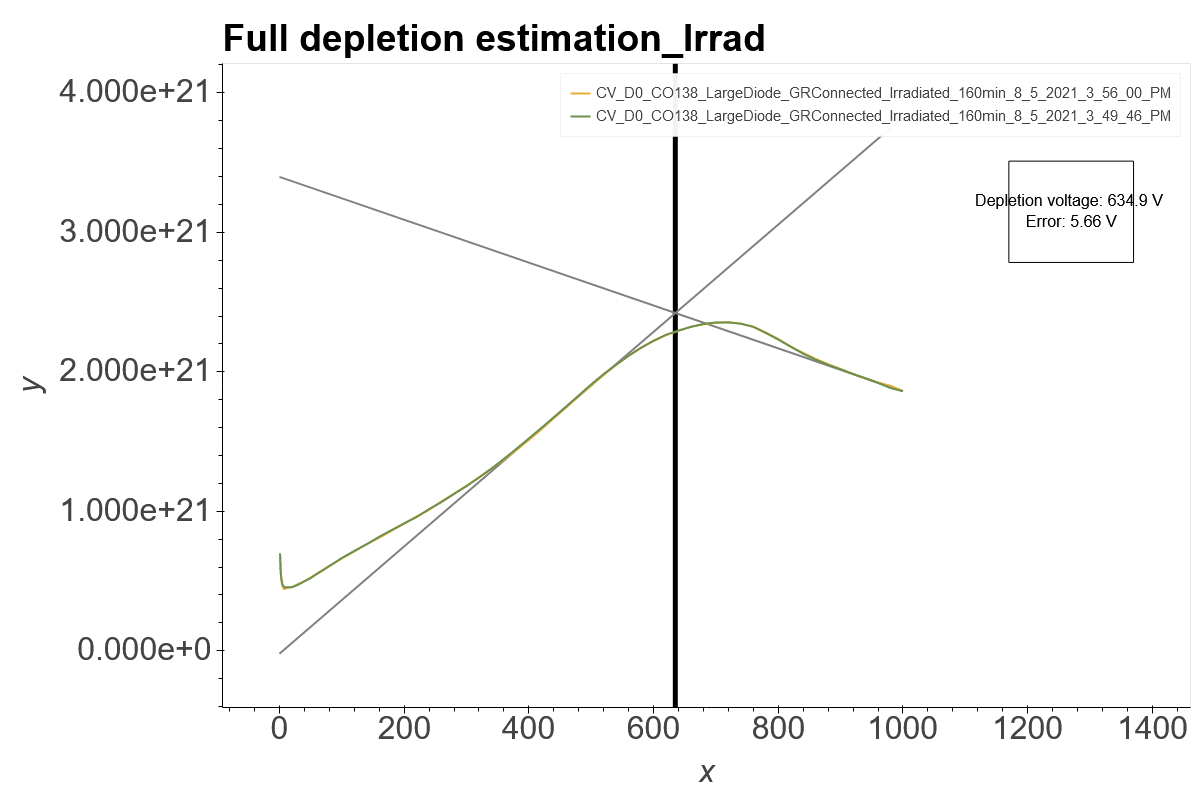 Full depletion estimation_Irrad
4.000e+21
3.000e+21
2.000e+21
1.000e+21
0.000e+0
y
CV_D0_CO138_LargeDiode_GRConnected_Irradiated_160min_8_5_2021_3_56_00_PM
CV_D0_CO138_LargeDiode_GRConnected_Irradiated_160min_8_5_2021_3_49_46_PM
Depletion voltage: 634.9 V
Error: 5.66 V
0 200 400 600 800 1000 1200 1400
x